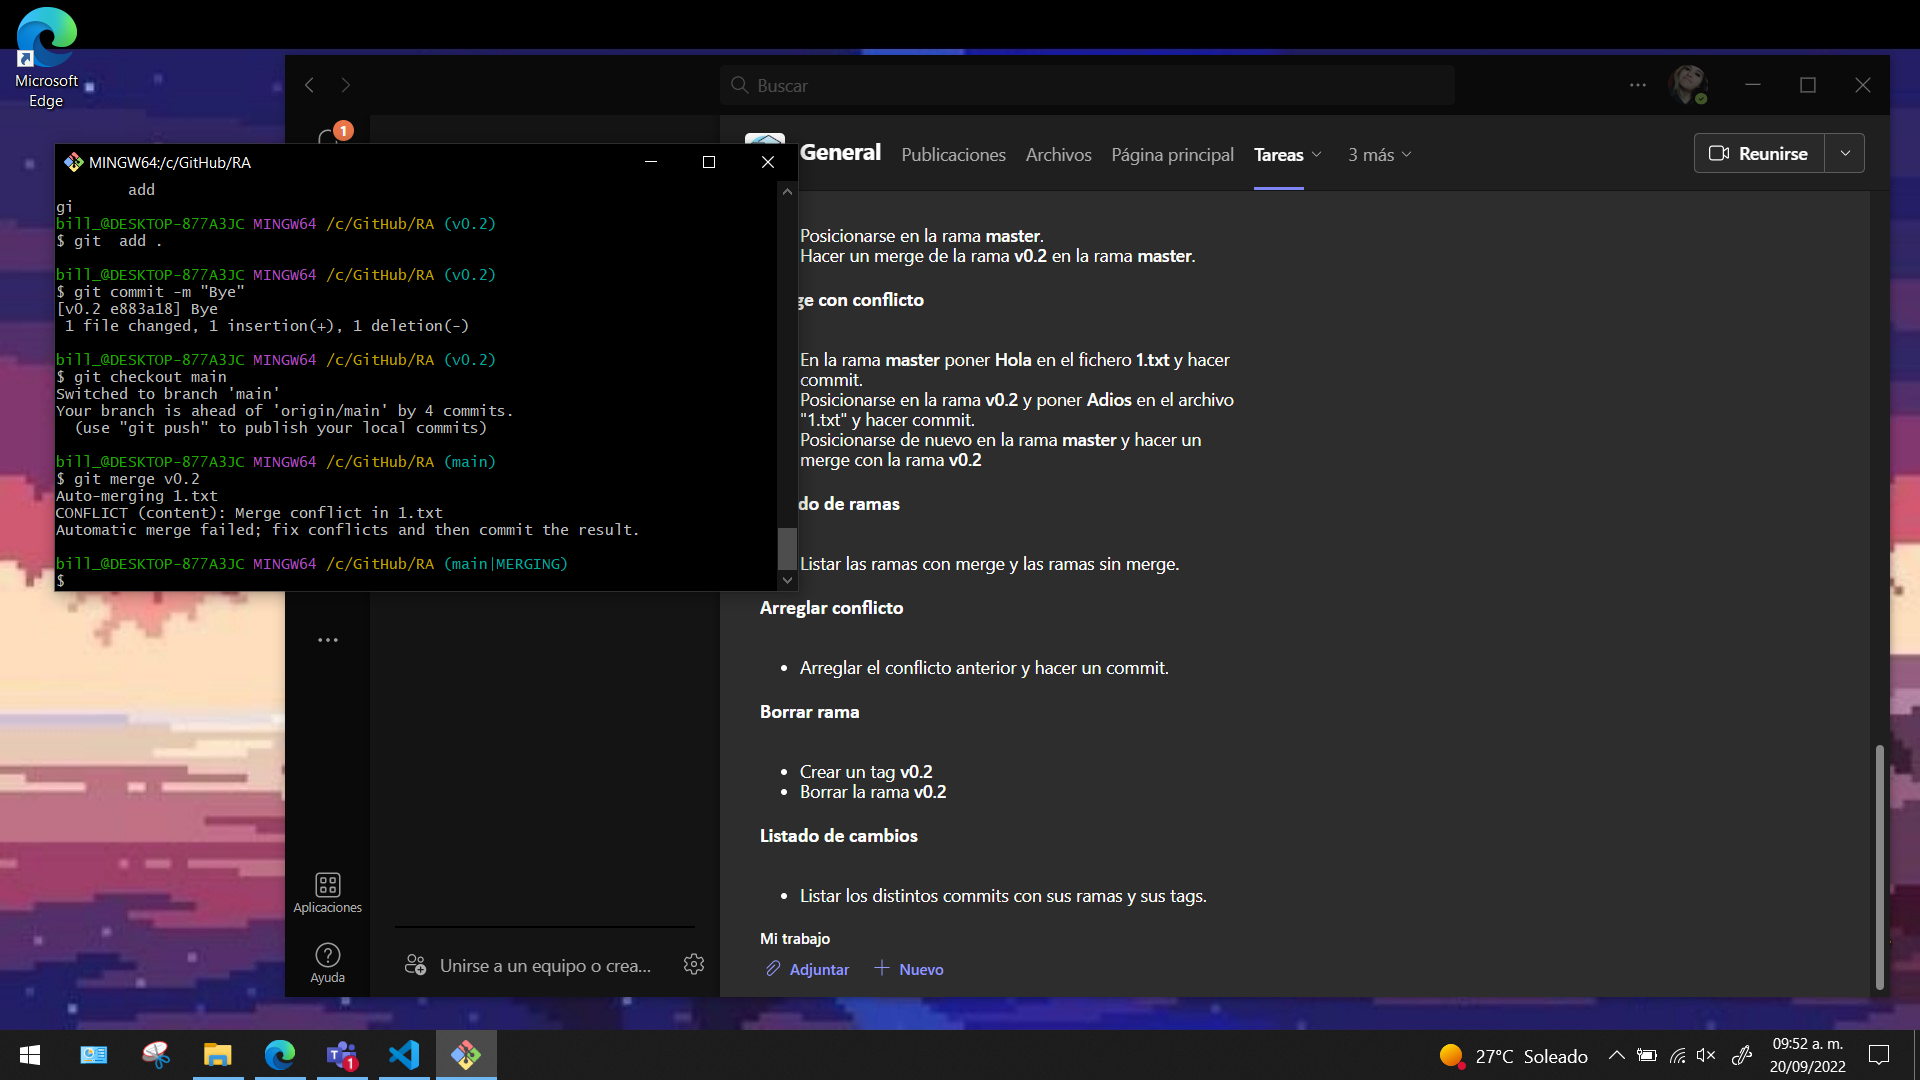 Microsoft
Edge
Buscar
1
General
Publicaciones
Archivos
Página principal
Tareas
3 más
Reunirse
MINGW64:/c/GitHub/RA
add
gi
bill_@DESKTOP-877A3JC MINGW64 /c/GitHub/RA (v0.2)
$ git  add .
bill_@DESKTOP-877A3JC MINGW64 /c/GitHub/RA (v0.2)
$ git commit -m "Bye"
[v0.2 e883a18] Bye
1 file changed, 1 insertion(+), 1 deletion(-)
bill_@DESKTOP-877A3JC MINGW64 /c/GitHub/RA (v0.2)
$ git checkout main
Switched to branch 'main'
Your branch is ahead of 'origin/main' by 4 commits.
(use "git push" to publish your local commits)
bill_@DESKTOP-877A3JC MINGW64 /c/GitHub/RA (main)
$ git merge v0.2
Auto-merging 1.txt
CONFLICT (content): Merge conflict in 1.txt
Automatic merge failed; fix conflicts and then commit the result.
bill_@DESKTOP-877A3JC MINGW64 /c/GitHub/RA (main|MERGING)
$
Posicionarse en la rama master.
Hacer un merge de la rama v0.2 en la rama master.
ge con conflicto
En la rama master poner Hola en el fichero 1.txt y hacer
commit.
Posicionarse en la rama v0.2 y poner Adios en el archivo
"1.txt" y hacer commit.
Posicionarse de nuevo en la rama master y hacer un
merge con la rama v0.2
do de ramas
Listar las ramas con merge y las ramas sin merge.
Arreglar conflicto
• Arreglar el conflicto anterior y hacer un commit.
Borrar rama
• Crear un tag v0.2
• Borrar la rama v0.2
Listado de cambios
• Listar los distintos commits con sus ramas y sus tags.
Mi trabajo
Adjuntar
Nuevo
Aplicaciones
Ayuda
Unirse a un equipo o crea...
1
27°C Soleado
09:52 a. m.
20/09/2022